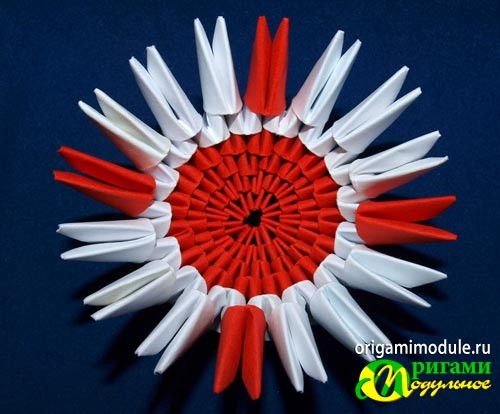 origamimodule.ru
Оригами
Модульное